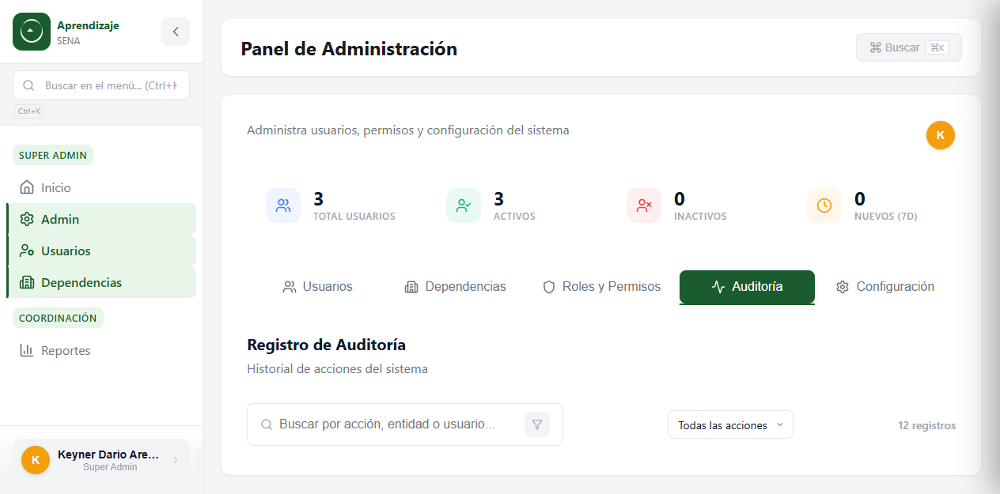 Aprendizaje
SENA
Buscar en el menú... (Ctrl+K
Ctrl+K
SUPER ADMIN
Inicio
Admin
Usuarios
Dependencias
COORDINACIÓN
Reportes
K
Keyner Dario Are...
Super Admin
Panel de Administración
⌘ Buscar ⌘K
Administra usuarios, permisos y configuración del sistema
K
3
TOTAL USUARIOS
3
ACTIVOS
0
INACTIVOS
0
NUEVOS (7D)
Usuarios
Dependencias
Roles y Permisos
Auditoría
Configuración
Registro de Auditoría
Historial de acciones del sistema
Buscar por acción, entidad o usuario...
Todas las acciones
12 registros